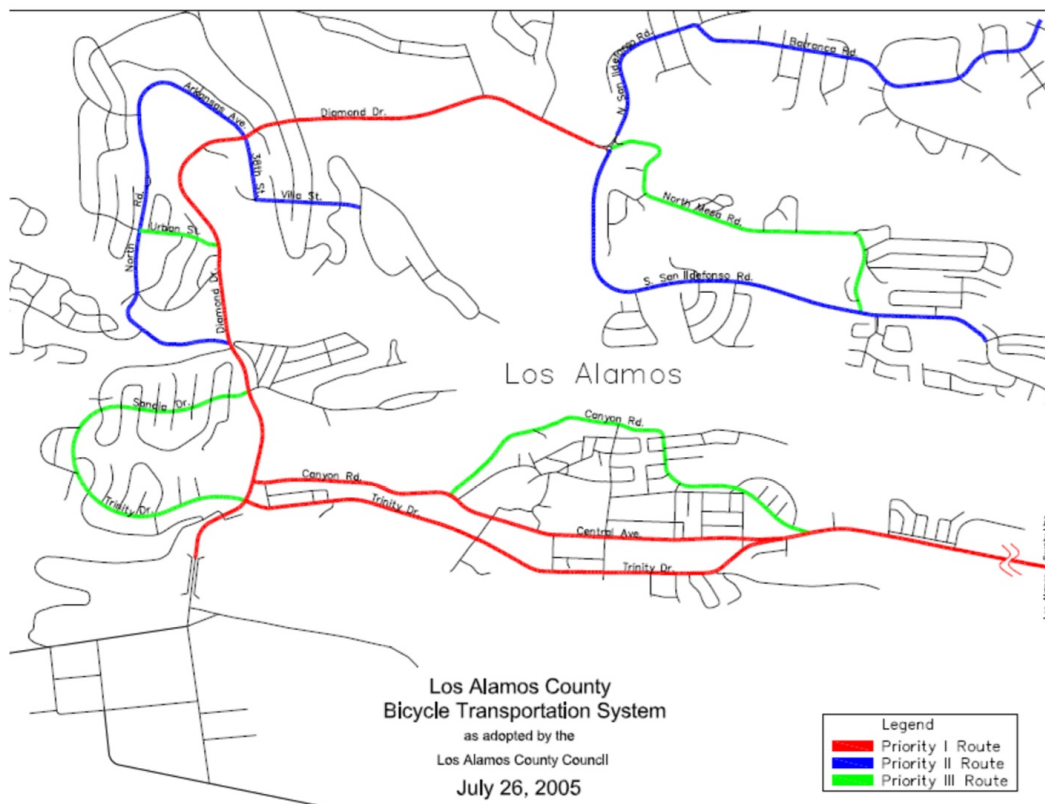 N San Ildefonso Rd.
Barranca Rd.
Arkansas Ave.
Diamond Dr.
38th St.
Villa St.
North Rd.
Urban St.
North Mesa Rd.
Diamond Dr.
S. San Ildefonso Rd.
Los Alamos
Sandia Dr.
Canyon Rd.
Canyon Rd.
Trinity Dr.
Trinity Dr.
Central Ave.
Trinity Dr.
Los Alamos County
Bicycle Transportation System
as adopted by the
Los Alamos County Council
July 26, 2005
Legend
Priority I Route
Priority II Route
Priority III Route